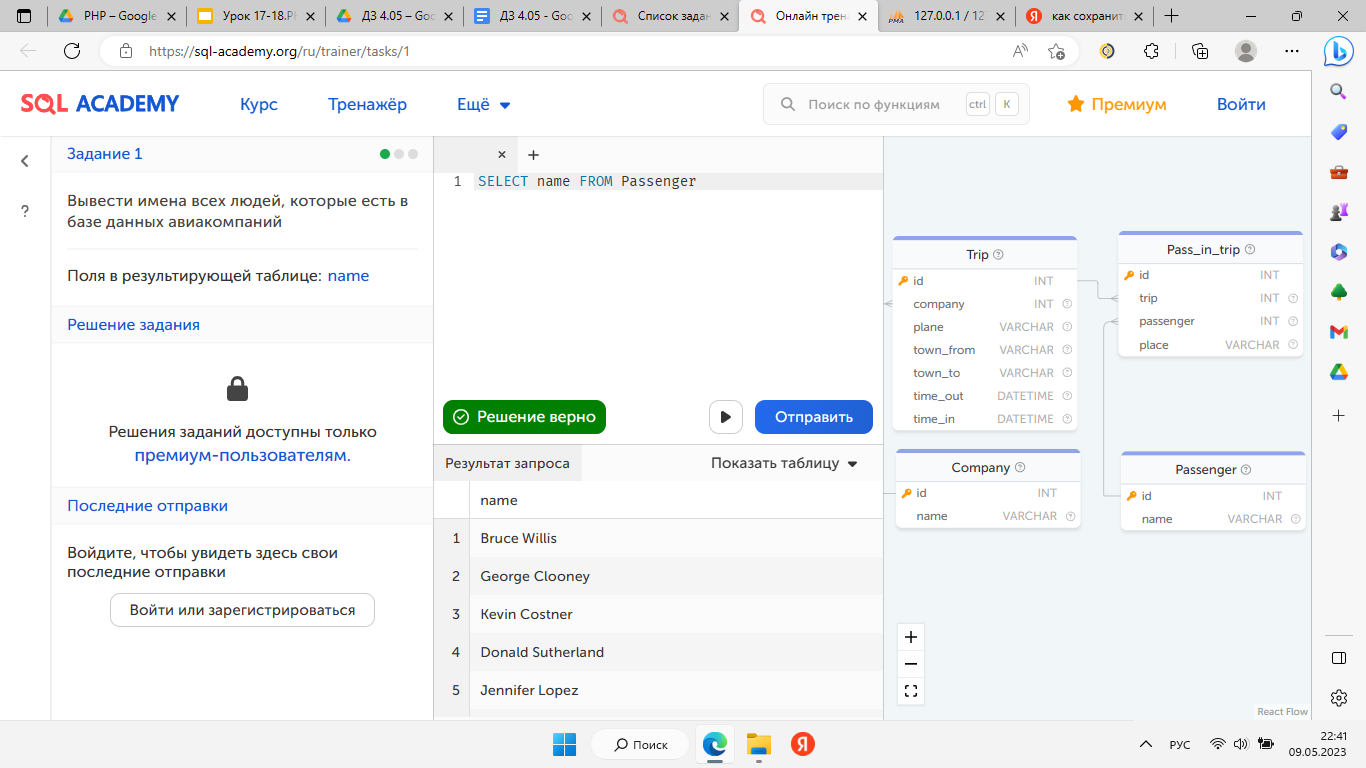 PHP – Google
Урок 17-18.PH
ДЗ 4.05 – Goo
ДЗ 4.05 - Goo
Список задан
Онлайн трен
127.0.0.1 / 12
как сохранит
https://sql-academy.org/ru/trainer/tasks/1
SQL ACADEMY
Курс
Тренажёр
Ещё
Поиск по функциям
ctrl
K
Премиум
Войти
Задание 1
Вывести имена всех людей, которые есть в
базе данных авиакомпаний
Поля в результирующей таблице: name
Решение задания
Решения заданий доступны только
премиум-пользователям.
Последние отправки
Войдите, чтобы увидеть здесь свои
последние отправки
Войти или зарегистрироваться
1 SELECT name FROM Passenger
Решение верно
Отправить
Результат запроса
Показать таблицу
name
1 Bruce Willis
2 George Clooney
3 Kevin Costner
4 Donald Sutherland
5 Jennifer Lopez
Trip
id INT
company INT
plane VARCHAR
town_from VARCHAR
town_to VARCHAR
time_out DATETIME
time_in DATETIME
Pass_in_trip
id INT
trip INT
passenger INT
place VARCHAR
Company
id INT
name VARCHAR
Passenger
id INT
name VARCHAR
React Flow
Поиск
РУС
22:41
09.05.2023